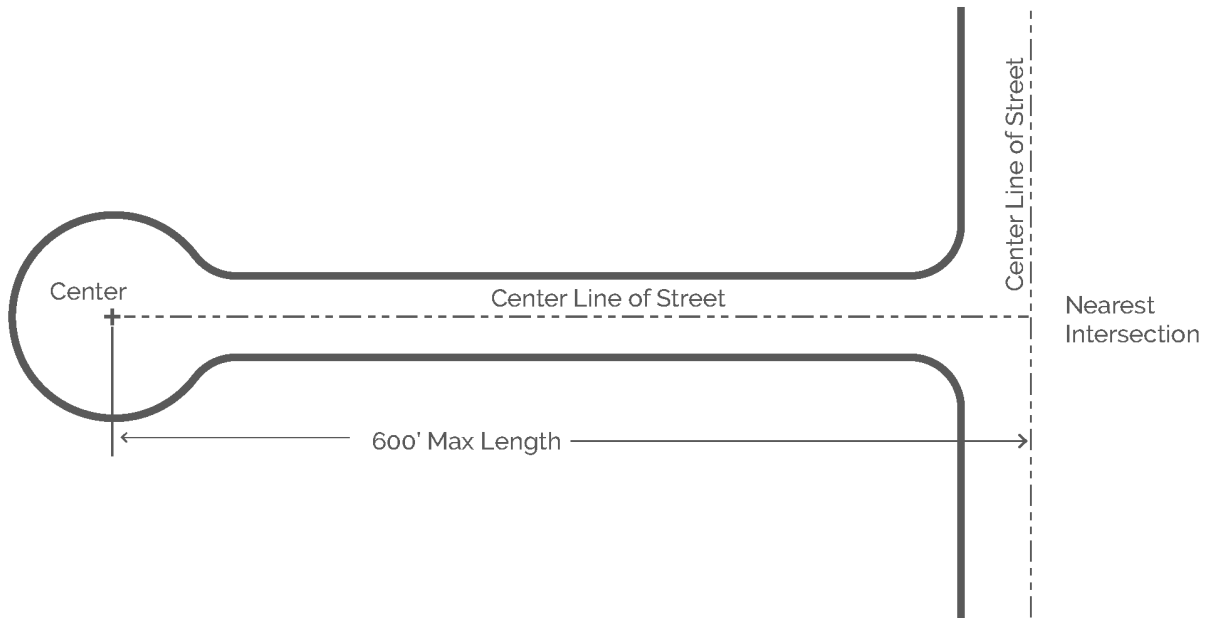 Center Line of Street
Center
Center Line of Street
Nearest
Intersection
600’ Max Length